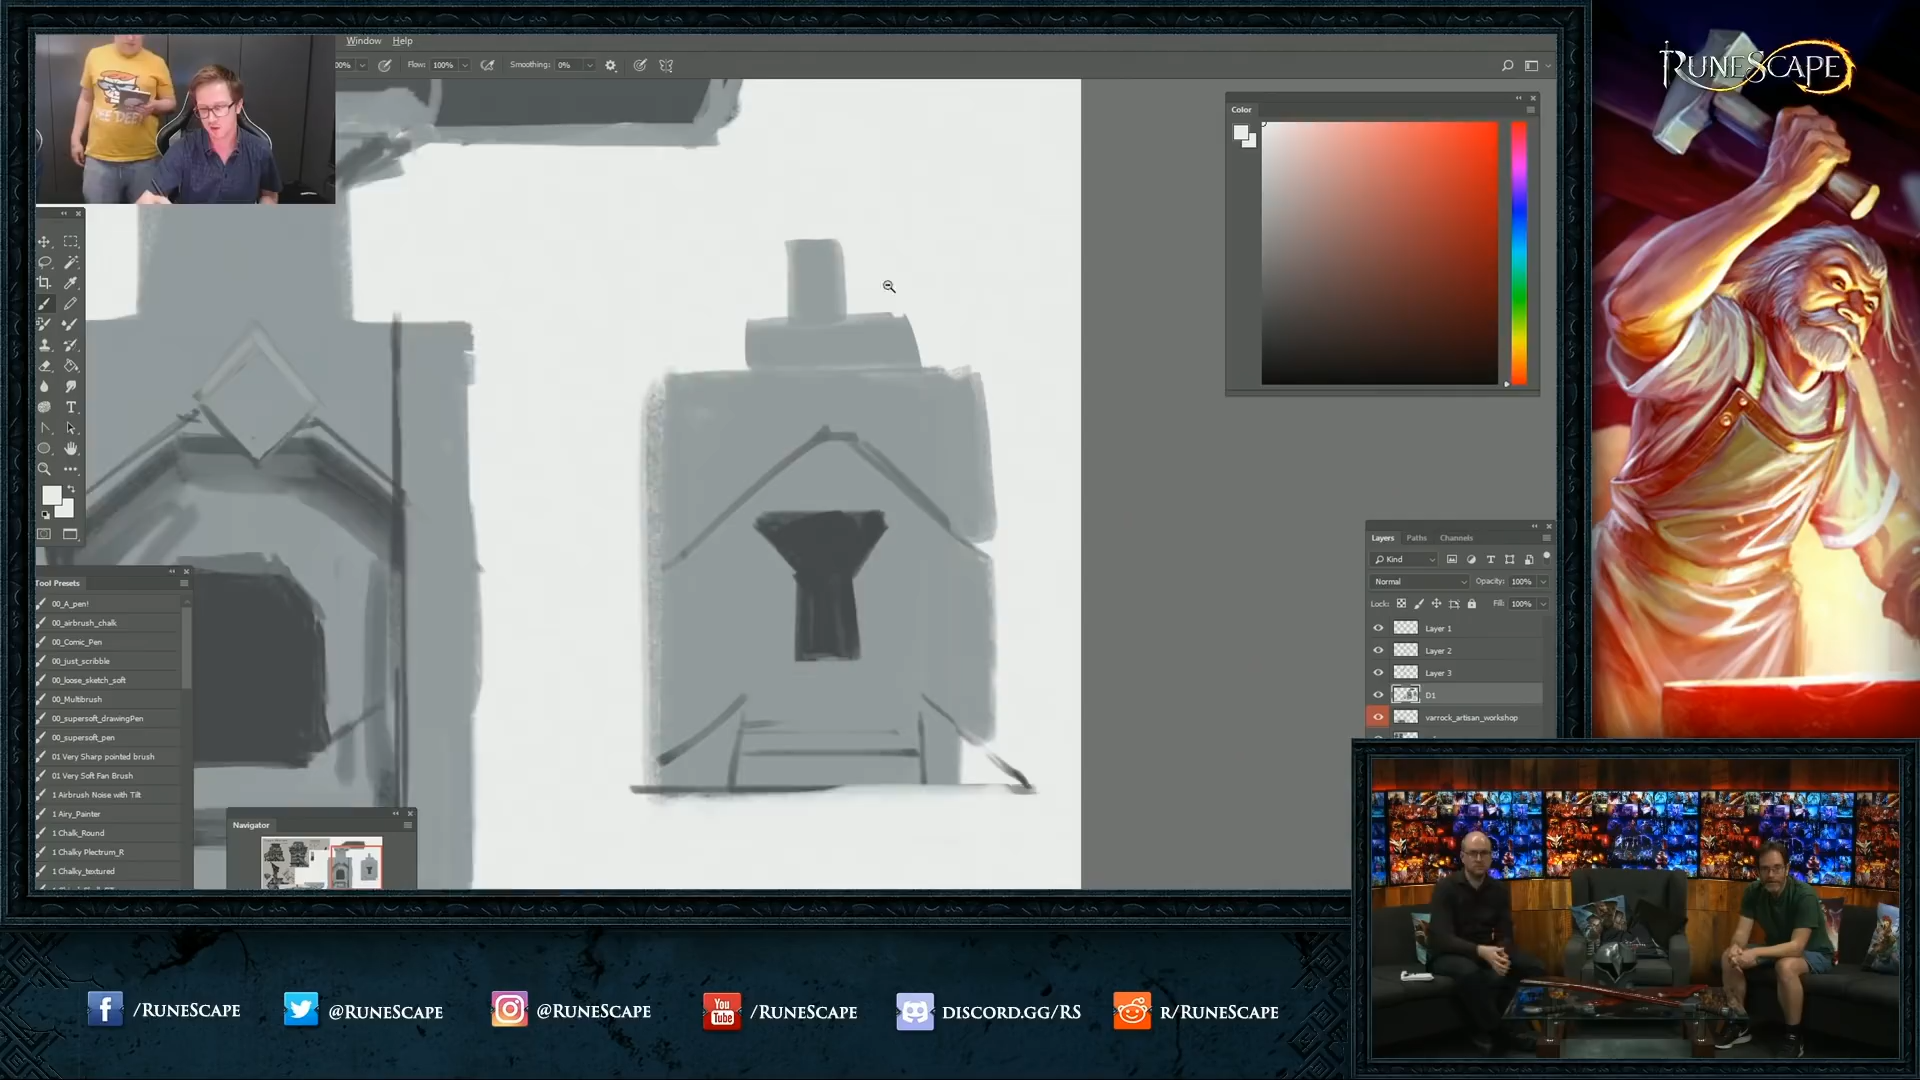 Window Help
00% Flow: 100% Smoothing: 0%
RUNESCAPE
Color
Tool Presets
00_A_pen!
00_airbrush_chalk
00_Comic_Pen
00_just_scribble
00_loose_sketch_soft
00_Multibrush
00_supersoft_drawingPen
00_supersoft_pen
01 Very Sharp pointed brush
01 Very Soft Fan Brush
1 Airbrush Noise with Tilt
1 Airy_Painter
1 Chalk_Round
1 Chalky Plectrum_R
1 Chalky_textured
Navigator
Layers Paths Channels
Kind
Normal Opacity: 100%
Lock: Fill: 100%
Layer 1
Layer 2
Layer 3
D1
varrock_artisan_workshop
/RUNESCAPE
@RUNESCAPE
@RUNESCAPE
You Tube /RUNESCAPE
DISCORD.GG/RS
R/RUNESCAPE